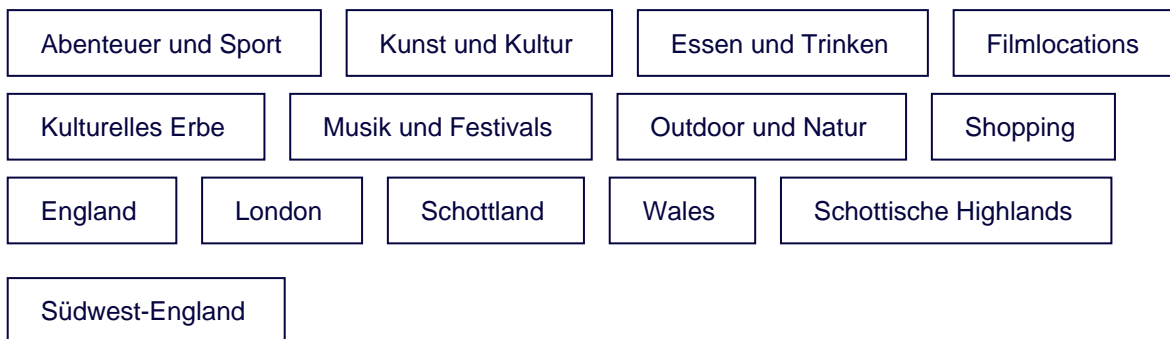 Abenteuer und Sport Kunst und Kultur Essen und Trinken Filmlocations
Kulturelles Erbe Musik und Festivals Outdoor und Natur Shopping
England London Schottland Wales Schottische Highlands
Südwest-England